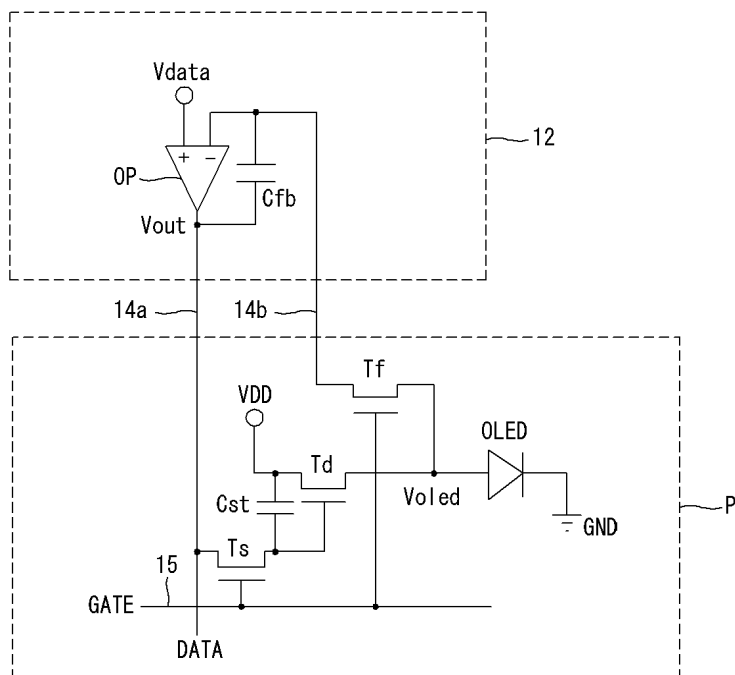 Vdata
+ -
12
OP
Cfb
Vout
14a
14b
Tf
VDD
OLED
Td
Cst
Voled
GND
P
Ts
15
GATE
DATA